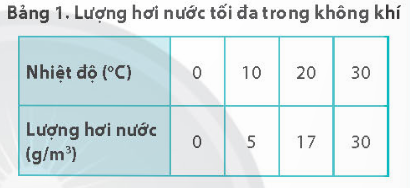 Bảng 1. Lượng hơi nước tối đa trong không khí
Nhiệt độ (°C) 0 10 20 30
Lượng hơi nước
(g/m³) 0 5 17 30